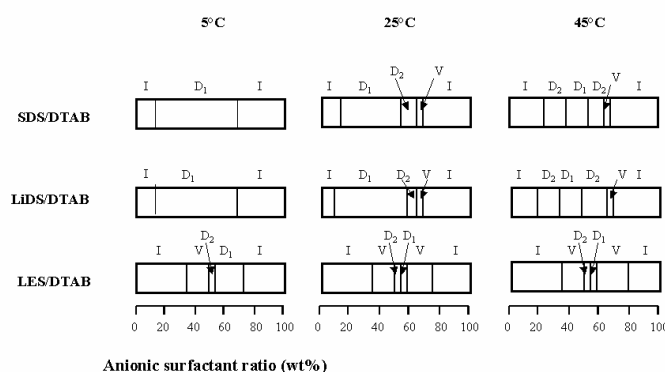 5°C 25°C 45°C
D₂ V
V
I D₁ I I D₁ I I D₂ D₁ D₂ I
SDS/DTAB
I D₁ I I D₁ D₂ V I I D₂ D₁ D₂ V I
LiDS/DTAB
D₂ D₂ D₁ D₂ D₁
I V D₁ I I V V I I V V I
LES/DTAB
0 20 40 60 80 100 0 20 40 60 80 100 0 20 40 60 80 100
Anionic surfactant ratio (wt%)